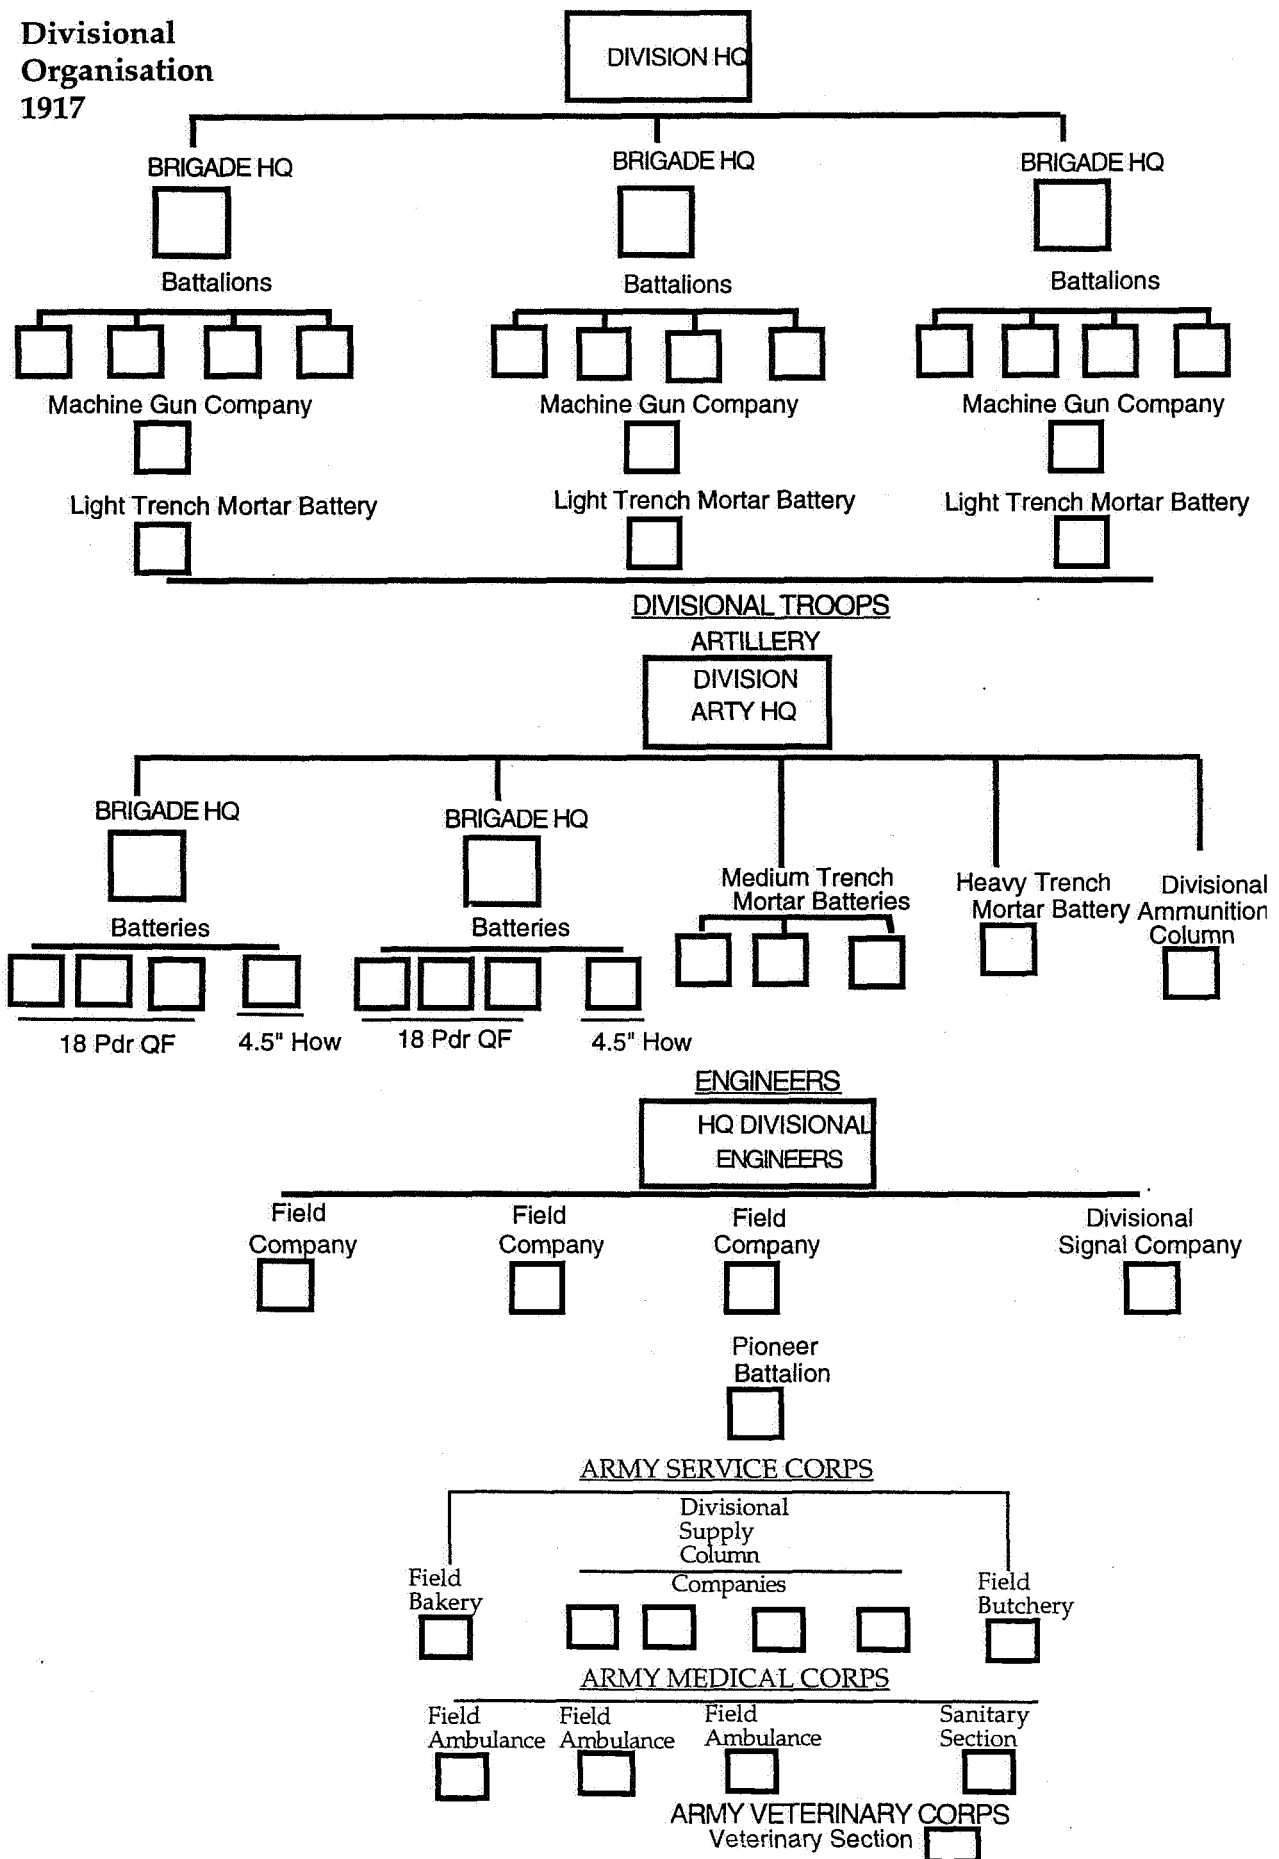 Divisional
Organisation
1917
DIVISION HQ
BRIGADE HQ BRIGADE HQ BRIGADE HQ
Battalions Battalions Battalions
Machine Gun Company Machine Gun Company Machine Gun Company
Light Trench Mortar Battery Light Trench Mortar Battery Light Trench Mortar Battery
DIVISIONAL TROOPS
ARTILLERY
DIVISION
ARTY HQ
BRIGADE HQ BRIGADE HQ
Medium Trench Heavy Trench Divisional
Mortar Batteries Mortar Battery Ammunition
Column
Batteries Batteries
18 Pdr QF 4.5" How 18 Pdr QF 4.5" How
ENGINEERS
HQ DIVISIONAL
ENGINEERS
Field Field Field Divisional
Company Company Company Signal Company
Pioneer
Battalion
ARMY SERVICE CORPS
Divisional
Supply
Column
Field Companies Field
Bakery Butchery
ARMY MEDICAL CORPS
Field Field Field Sanitary
Ambulance Ambulance Ambulance Section
ARMY VETERINARY CORPS
Veterinary Section